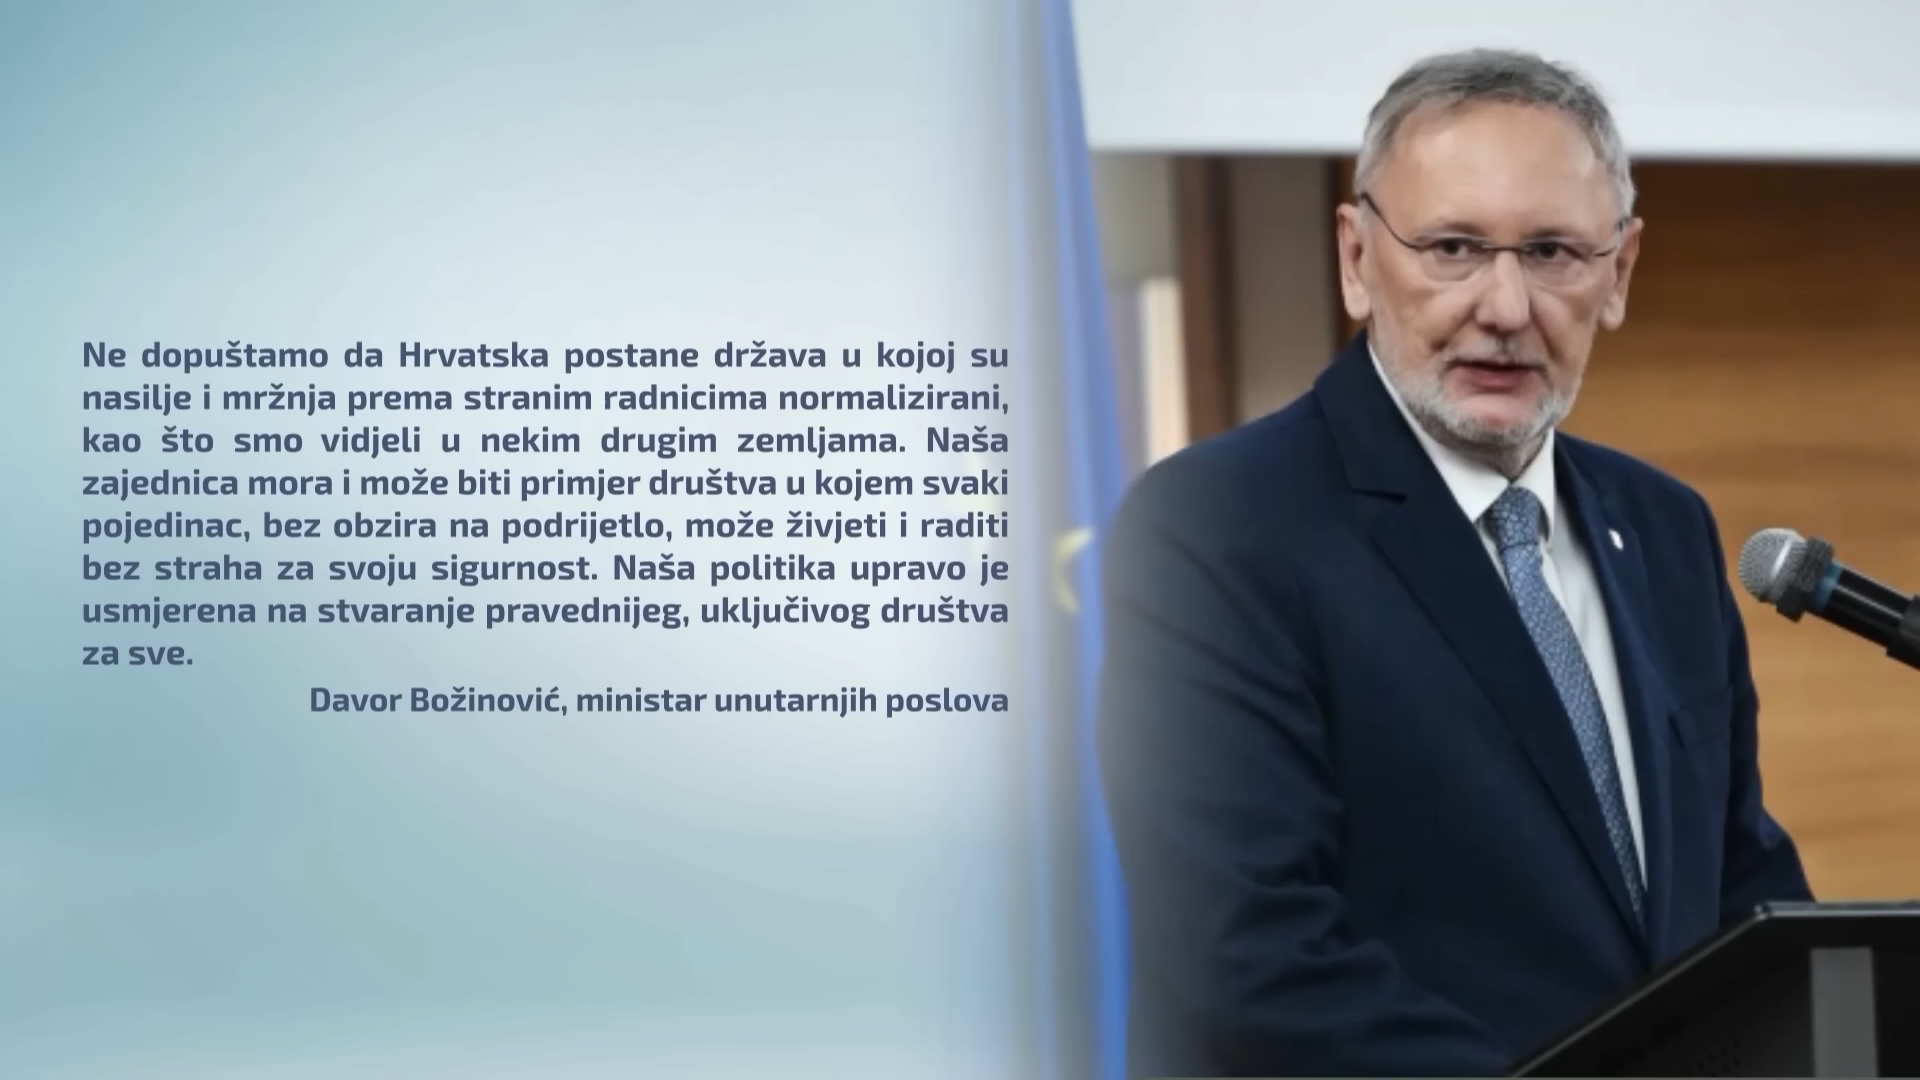 Ne dopuštamo da Hrvatska postane država u kojoj su
nasilje i mržnja prema stranim radnicima normalizirani,
kao što smo vidjeli u nekim drugim zemljama. Naša
zajednica mora i može biti primjer društva u kojem svaki
pojedinac, bez obzira na podrijetlo, može živjeti i raditi
bez straha za svoju sigurnost. Naša politika upravo je
usmjerena na stvaranje pravednijeg, uključivog društva
za sve.
Davor Božinović, ministar unutarnjih poslova